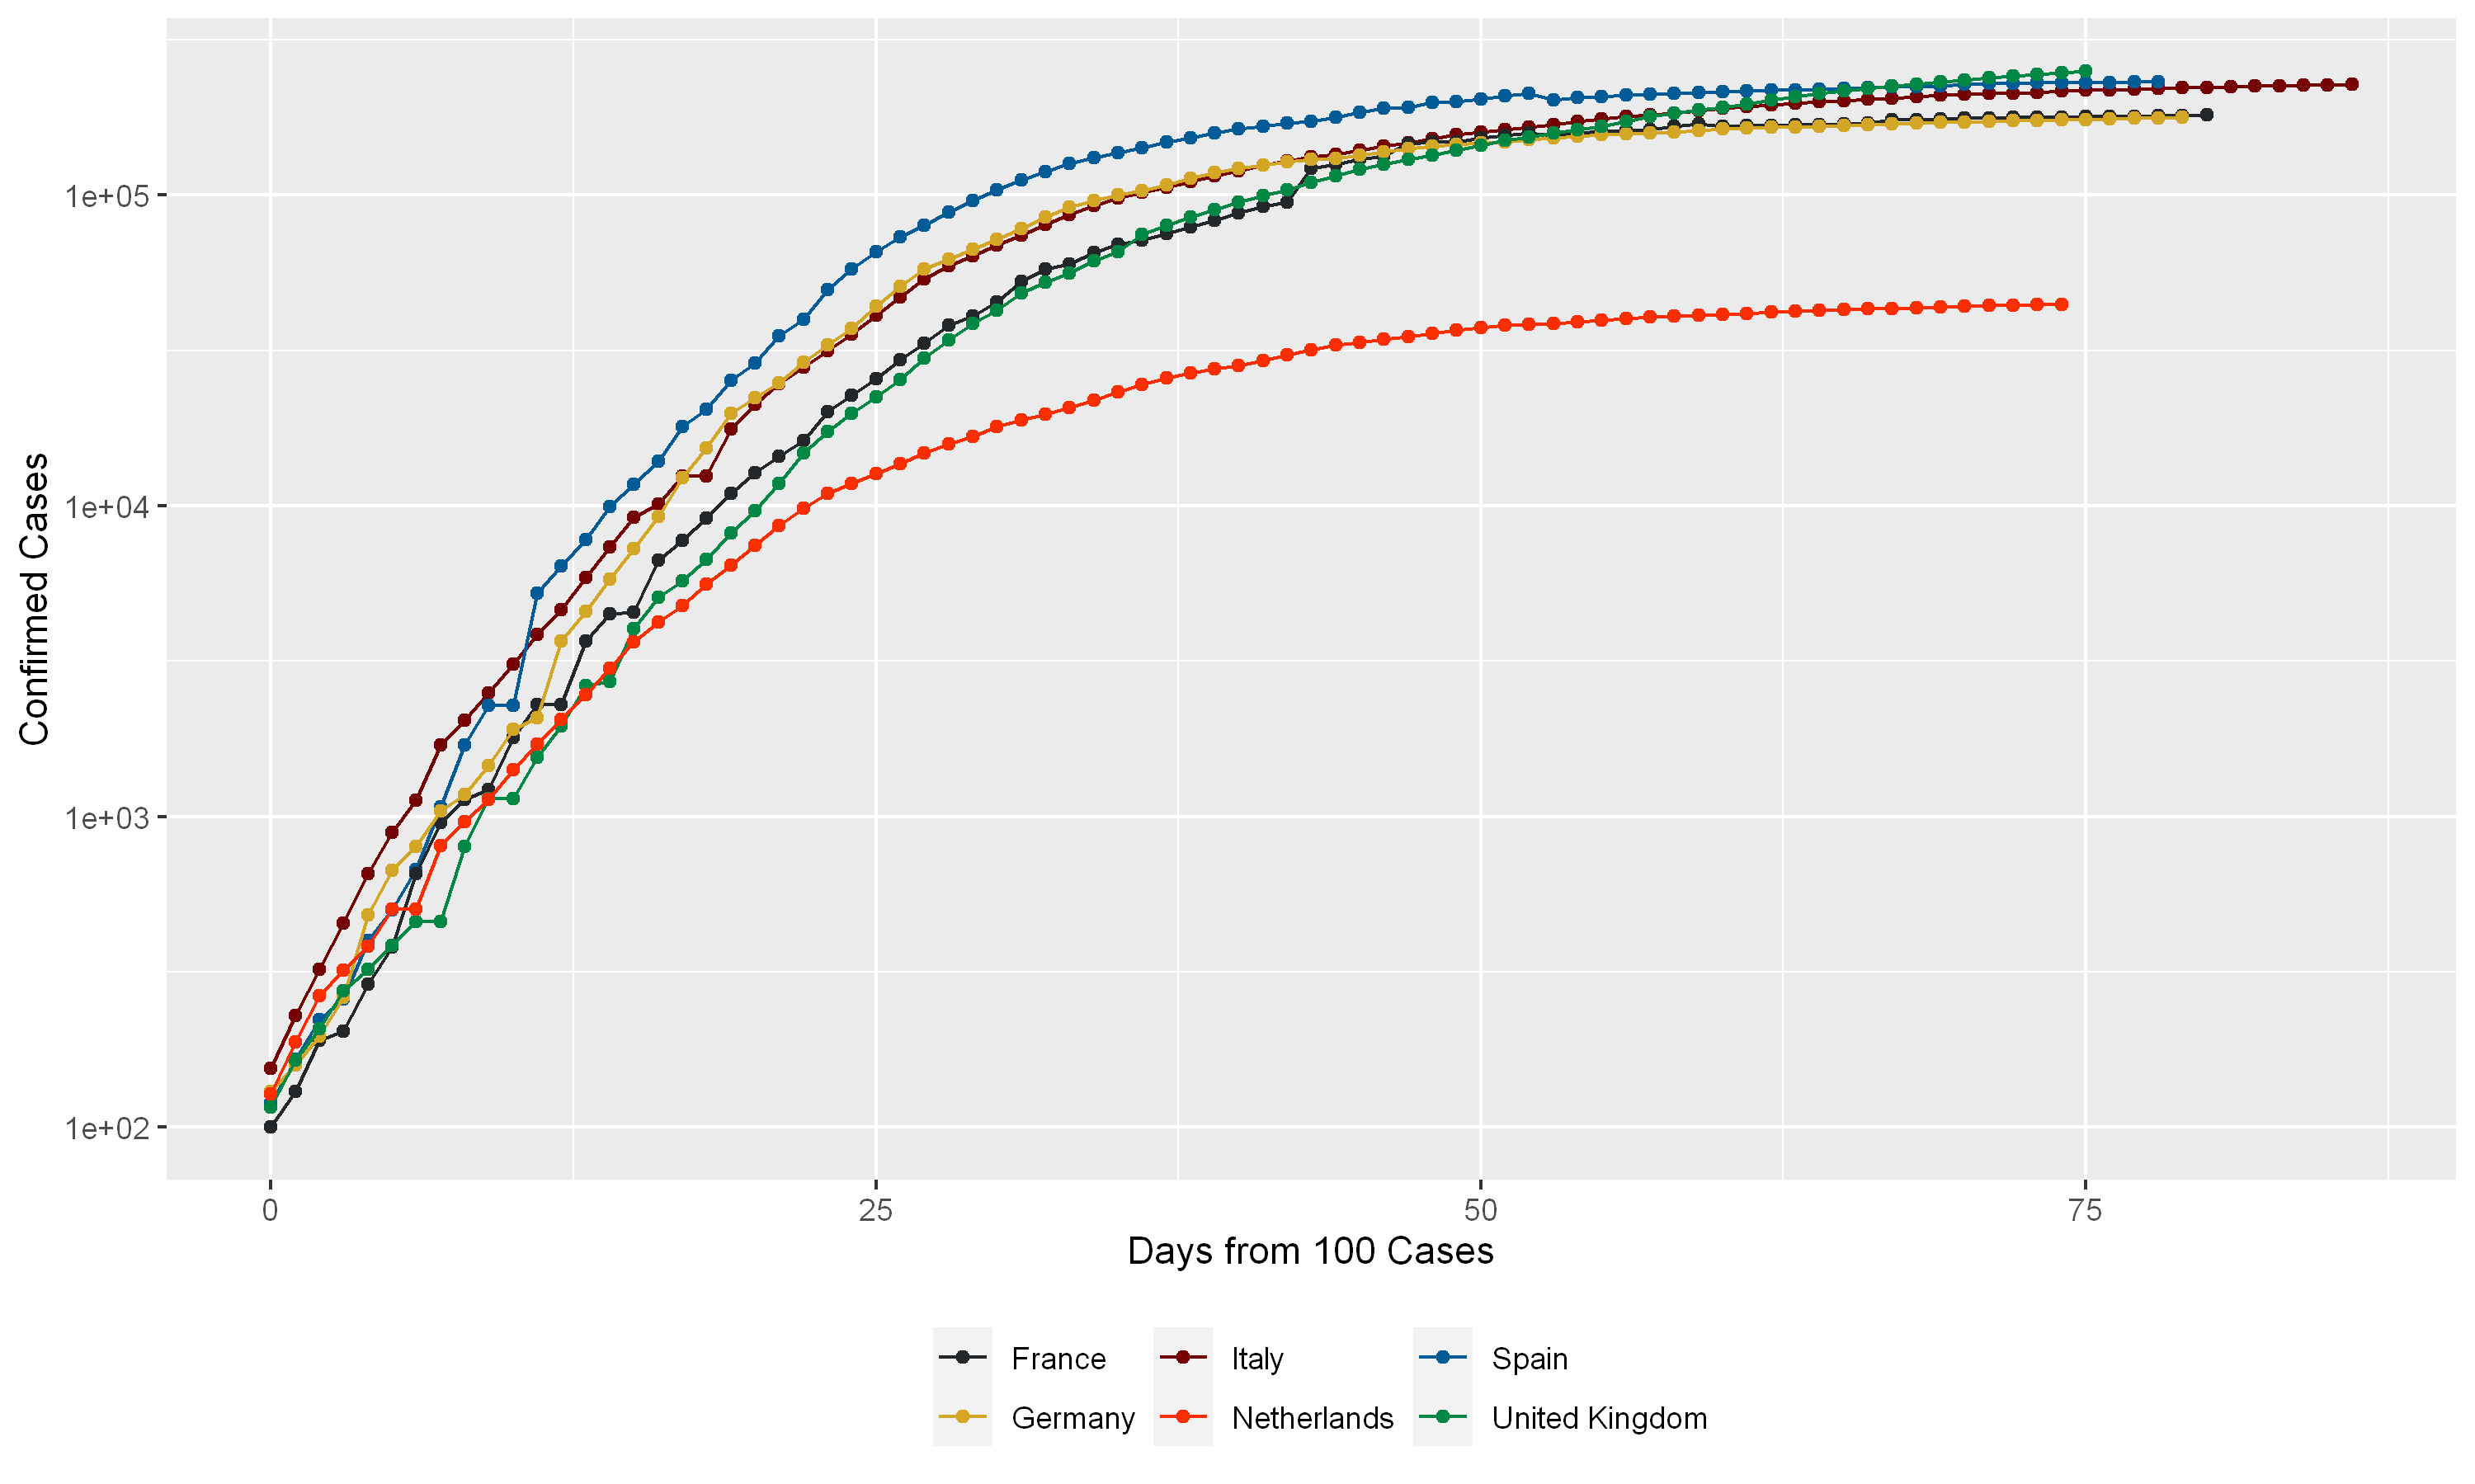 Confirmed Cases
1e+05
1e+04
1e+03
1e+02
0 25 50 75
Days from 100 Cases
France Italy Spain
Germany Netherlands United Kingdom